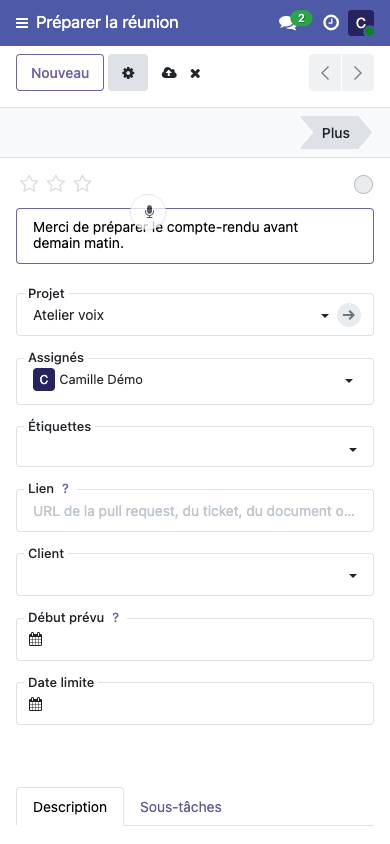 Préparer la réunion
2
C
Nouveau
Plus
Merci de préparer le compte-rendu avant
demain matin.
Projet
Atelier voix
Assignés
C Camille Démo
Étiquettes
Lien ?
URL de la pull request, du ticket, du document o...
Client
Début prévu ?
Date limite
Description
Sous-tâches